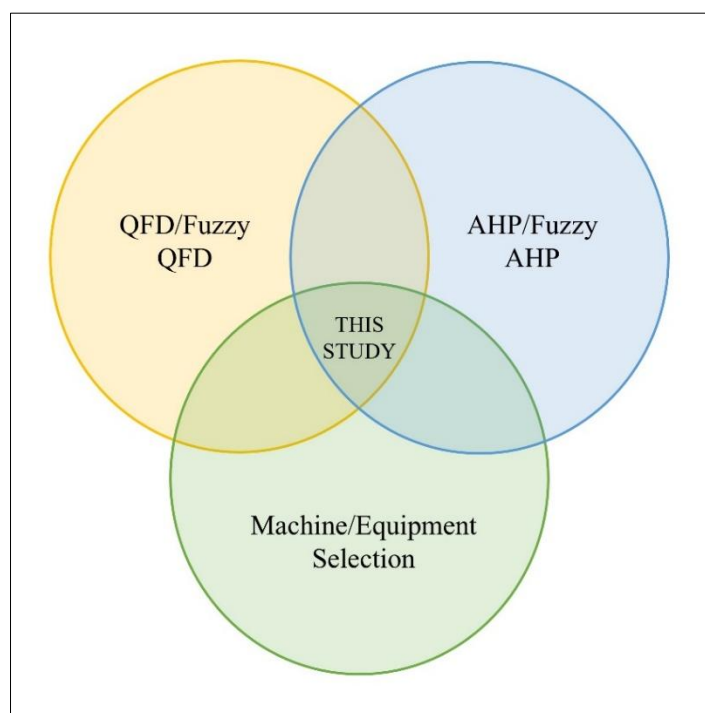 QFD/Fuzzy
QFD
AHP/Fuzzy
AHP
THIS
STUDY
Machine/Equipment
Selection